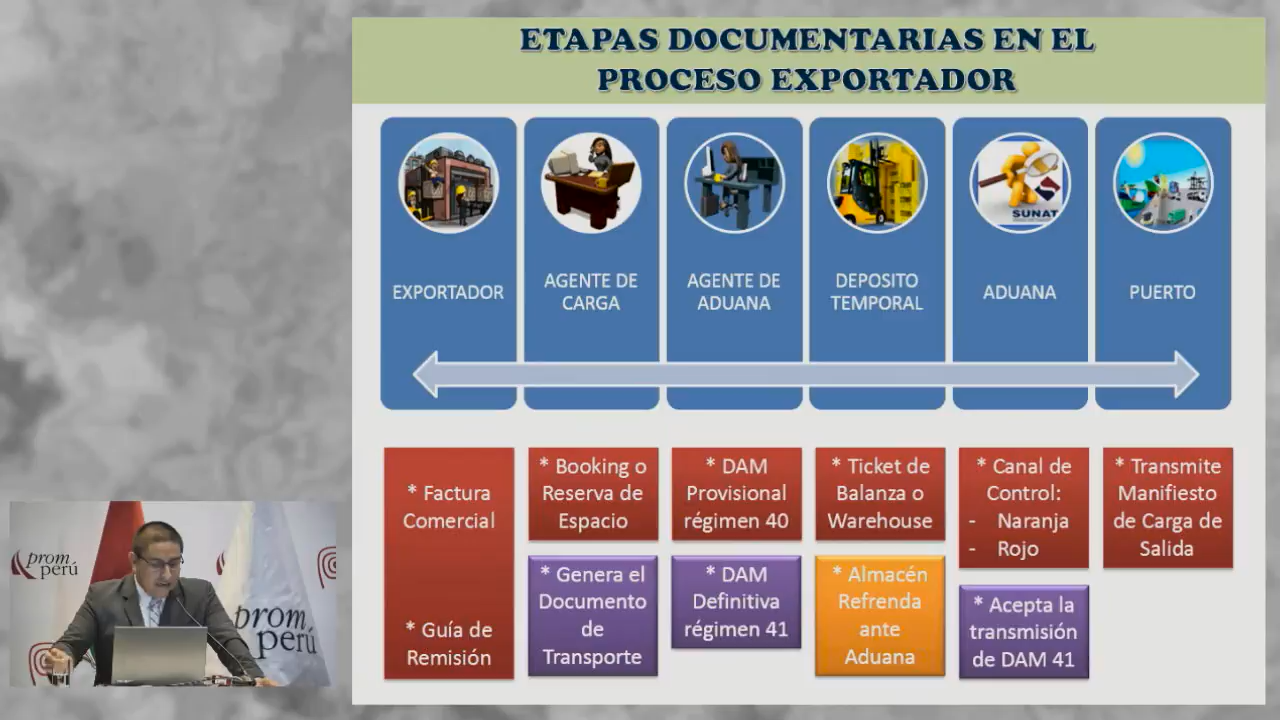 ETAPAS DOCUMENTARIAS EN EL
PROCESO EXPORTADOR
SUNAT
EXPORTADOR
AGENTE DE
CARGA
AGENTE DE
ADUANA
DEPOSITO
TEMPORAL
ADUANA
PUERTO
* Factura
Comercial
* Guía de
Remisión
* Booking o
Reserva de
Espacio
* Genera el
Documento
de
Transporte
* DAM
Provisional
régimen 40
* DAM
Definitiva
régimen 41
* Ticket de
Balanza o
Warehouse
* Almacén
Refrenda
ante
Aduana
* Canal de
Control:
- Naranja
- Rojo
* Acepta la
transmisión
de DAM 41
* Transmite
Manifiesto
de Carga de
Salida
prom
perú
prom
perú